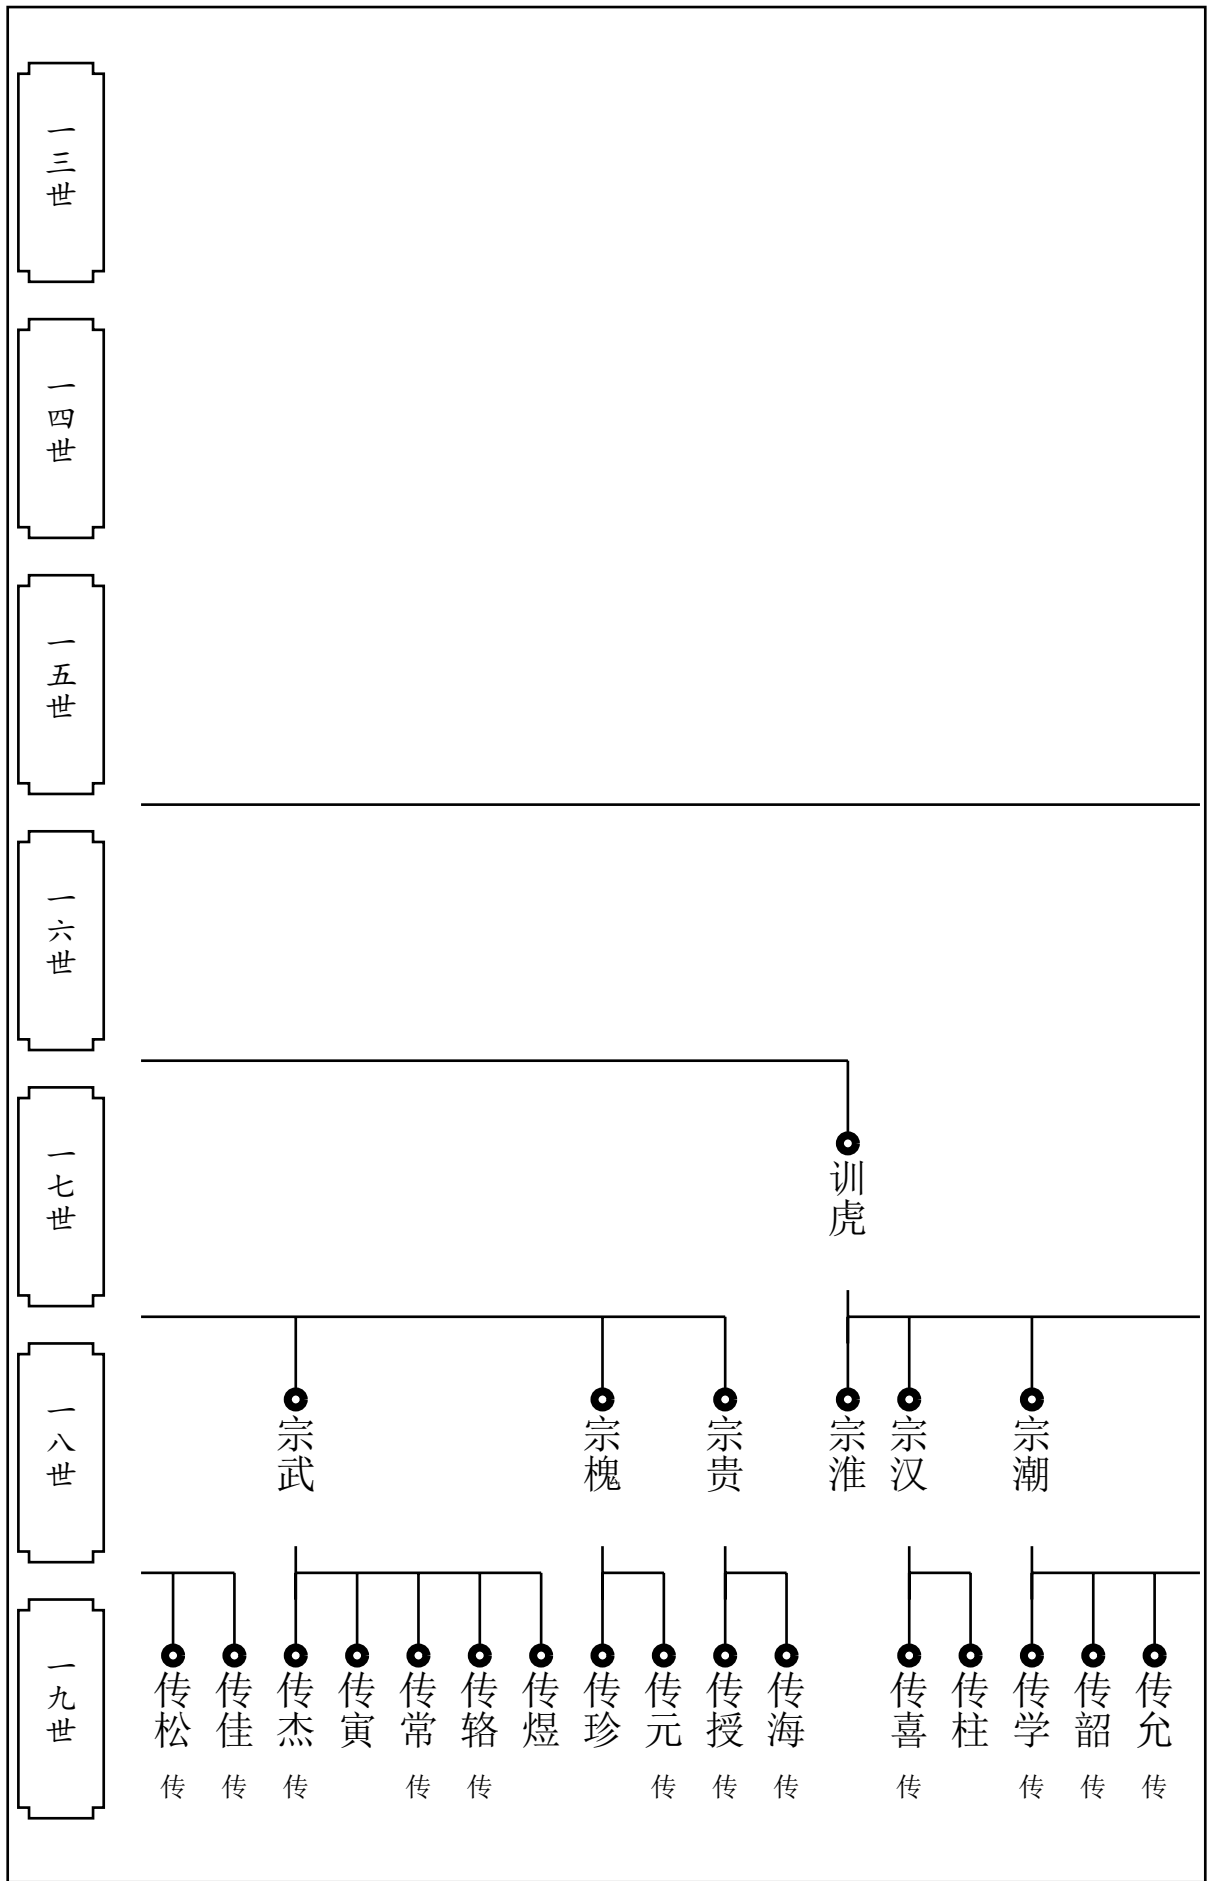 一三世
一四世
一五世
一六世
一七世
一八世
一九世
训虎
宗武
宗槐
宗贵
宗淮
宗汉
宗潮
传松
传佳
传杰
传寅
传常
传辂
传煜
传珍
传元
传授
传海
传喜
传柱
传学
传韶
传允
传
传
传
传
传
传
传
传
传
传
传
传